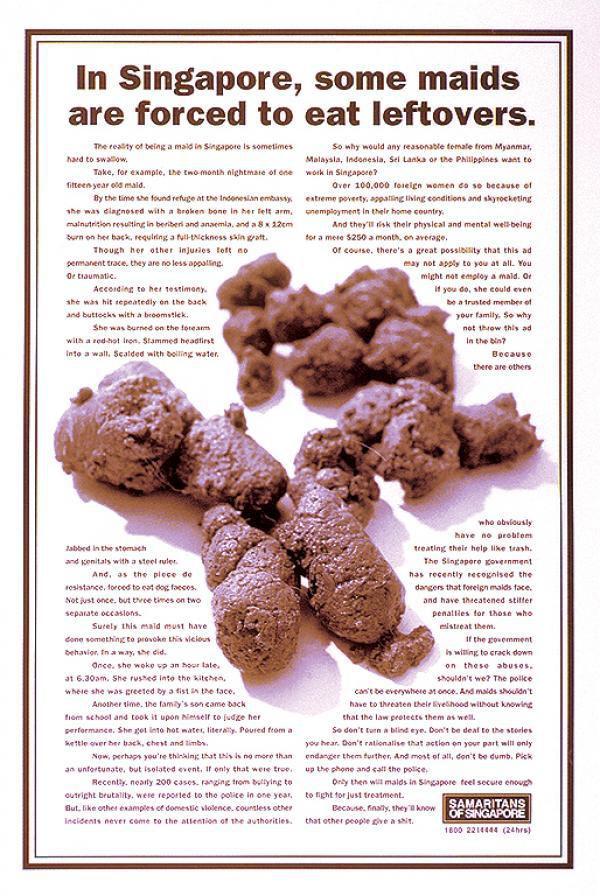 In Singapore, some maids
are forced to eat leftovers.
The reality of being a maid in Singapore is sometimes
hard to swallow.
Take, for example, the two-month nightmare of one
fifteen-year old maid.
By the time she found refuge at the Indonesian embassy,
she was diagnosed with a broken bone in her left arm,
malnutrition resulting in beriberi and anaemia, and a 8 x 12cm
burn on her back, requiring a full-thickness skin graft.
Though her other injuries left no
permanent trace, they are no less appalling.
Or traumatic.
According to her testimony,
she was hit repeatedly on the back
and buttocks with a broomstick.
She was burned on the forearm
with a red-hot iron. Slammed headfirst
into a wall. Scalded with boiling water.
Jabbed in the stomach
and genitals with a steel ruler.
And, as the piece de
resistance, forced to eat dog faeces.
Not just once, but three times on two
separate occasions.
Surely this maid must have
done something to provoke this vicious
behavior. In a way, she did.
Once, she woke up an hour late,
at 6.30am. She rushed into the kitchen,
where she was greeted by a fist in the face.
Another time, the family's son came back
from school and took it upon himself to judge her
performance. She got into hot water, literally. Poured from a
kettle over her back, chest and limbs.
Now, perhaps you're thinking that this is no more than
an unfortunate, but isolated event. If only that were true.
Recently, nearly 200 cases, ranging from bullying to
outright brutality, were reported to the police in one year.
But, like other examples of domestic violence, countless other
incidents never come to the attention of the authorities.
So why would any reasonable female from Myanmar,
Malaysia, Indonesia, Sri Lanka or the Philippines want to
work in Singapore?
Over 100,000 foreign women do so because of
extreme poverty, appalling living conditions and skyrocketing
unemployment in their home country.
And they'll risk their physical and mental well-being
for a mere $250 a month, on average.
Of course, there's a great possibility that this ad
may not apply to you at all. You
might not employ a maid. Or
if you do, she could even
be a trusted member of
your family. So why
not throw this ad
in the bin?
Because
there are others
who obviously
have no problem
treating their help like trash.
The Singapore government
has recently recognised the
dangers that foreign maids face,
and have threatened stiffer
penalties for those who
mistreat them.
If the government
is willing to crack down
on these abuses,
shouldn't we? The police
can't be everywhere at once. And maids shouldn't
have to threaten their livelihood without knowing
that the law protects them as well.
So don't turn a blind eye. Don't be deaf to the stories
you hear. Don't rationalise that action on your part will only
endanger them further. And most of all, don't be dumb. Pick
up the phone and call the police.
Only then will maids in Singapore feel secure enough
to fight for just treatment.
Because, finally, they'll know
that other people give a shit.
SAMARITANS
OF SINGAPORE
1800 2214444 (24hrs)